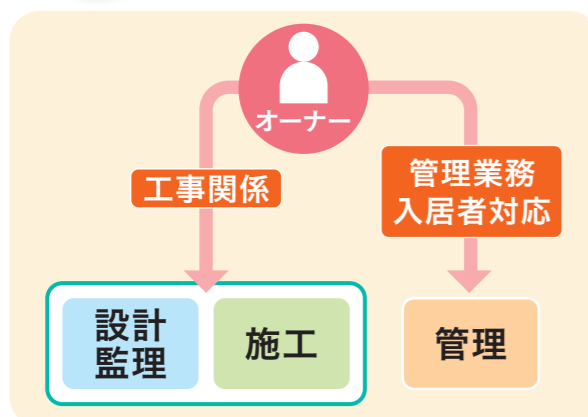 オーナー
工事関係
管理業務
入居者対応
設計
監理
施工
管理